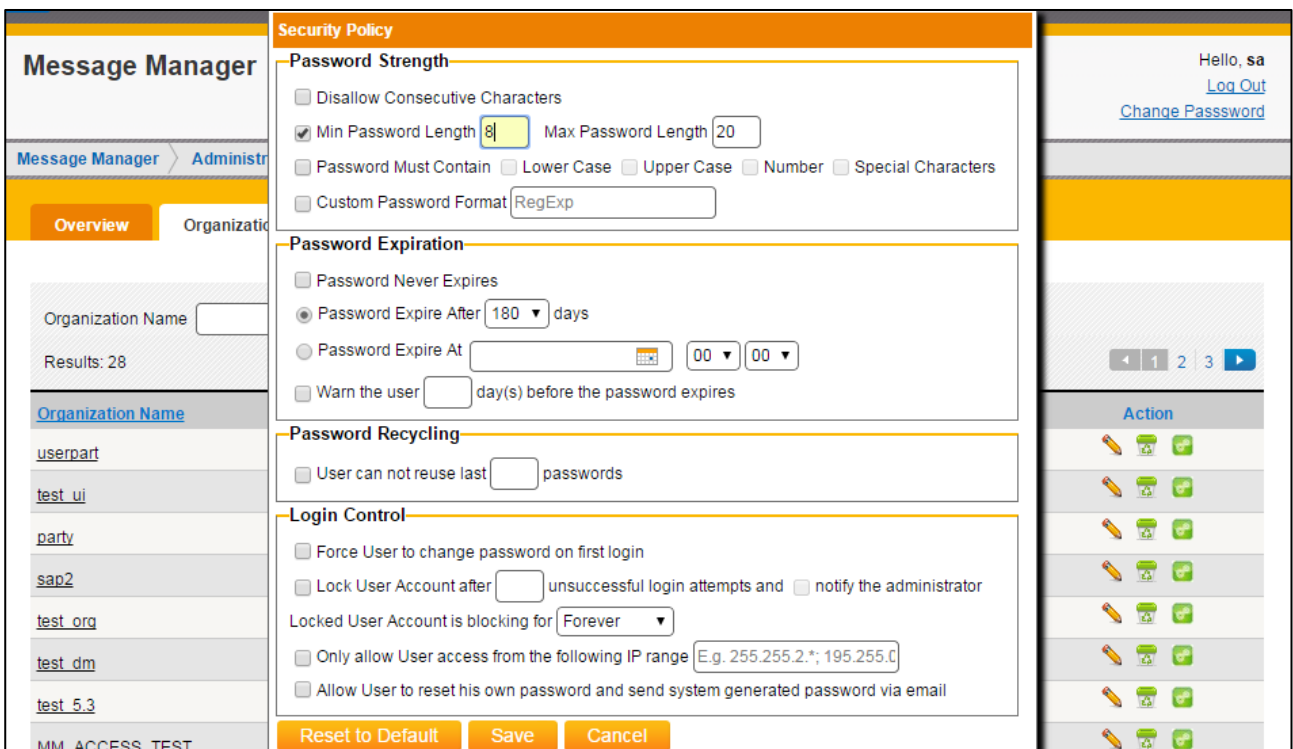 Security Policy
Message Manager
Hello, sa
Log Out
Change Passsword
Message Manager
Administr
Overview
Organizatio
Organization Name
Results: 28
1 2 3
Organization Name
Action
userpart
test_ui
party
sap2
test_org
test_dm
test_5.3
MM_ACCESS_TEST
Password Strength
Disallow Consecutive Characters
Min Password Length 8 Max Password Length 20
Password Must Contain Lower Case Upper Case Number Special Characters
Custom Password Format RegExp
Password Expiration
Password Never Expires
Password Expire After 180 days
Password Expire At 00 00
Warn the user day(s) before the password expires
Password Recycling
User can not reuse last passwords
Login Control
Force User to change password on first login
Lock User Account after unsuccessful login attempts and notify the administrator
Locked User Account is blocking for Forever
Only allow User access from the following IP range E.g. 255.255.2.*; 195.255.0
Allow User to reset his own password and send system generated password via email
Reset to Default Save Cancel